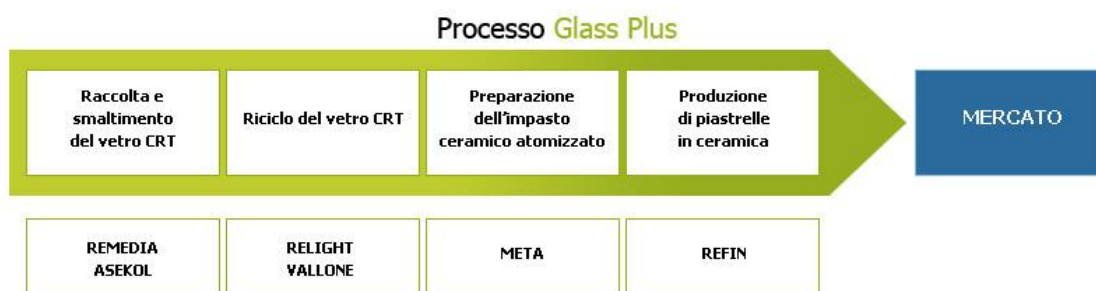 Processo Glass Plus
Raccolta e
smaltimento
del vetro CRT
Riciclo del vetro CRT
Preparazione
dell'impasto
ceramico atomizzato
Produzione
di piastrelle
in ceramica
MERCATO
REMEDIA
ASEKOL
RELIGHT
VALLONE
META
REFIN